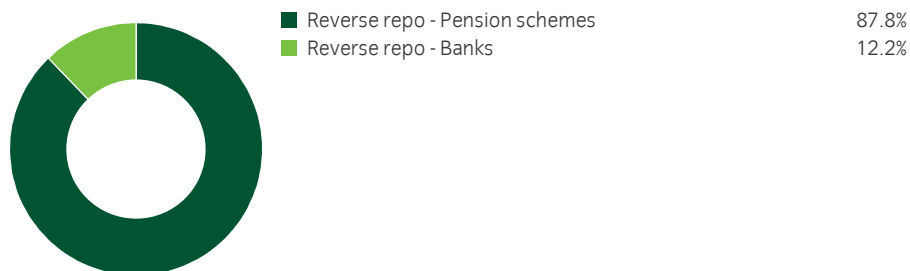 Reverse repo - Pension schemes 87.8%
Reverse repo - Banks 12.2%